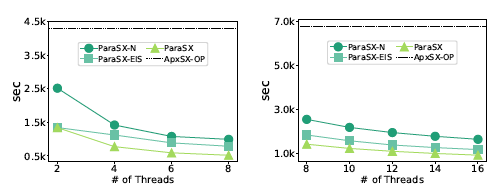 4.5k
3.5k
2.5k
1.5k
0.5k
sec
2
4
6
8
# of Threads
ParaSX-N
ParaSX
ParaSX-EIS
ApxSX-OP
7.0k
5.0k
3.0k
1.0k
sec
8
10
12
14
16
# of Threads
ParaSX-N
ParaSX
ParaSX-EIS
ApxSX-OP